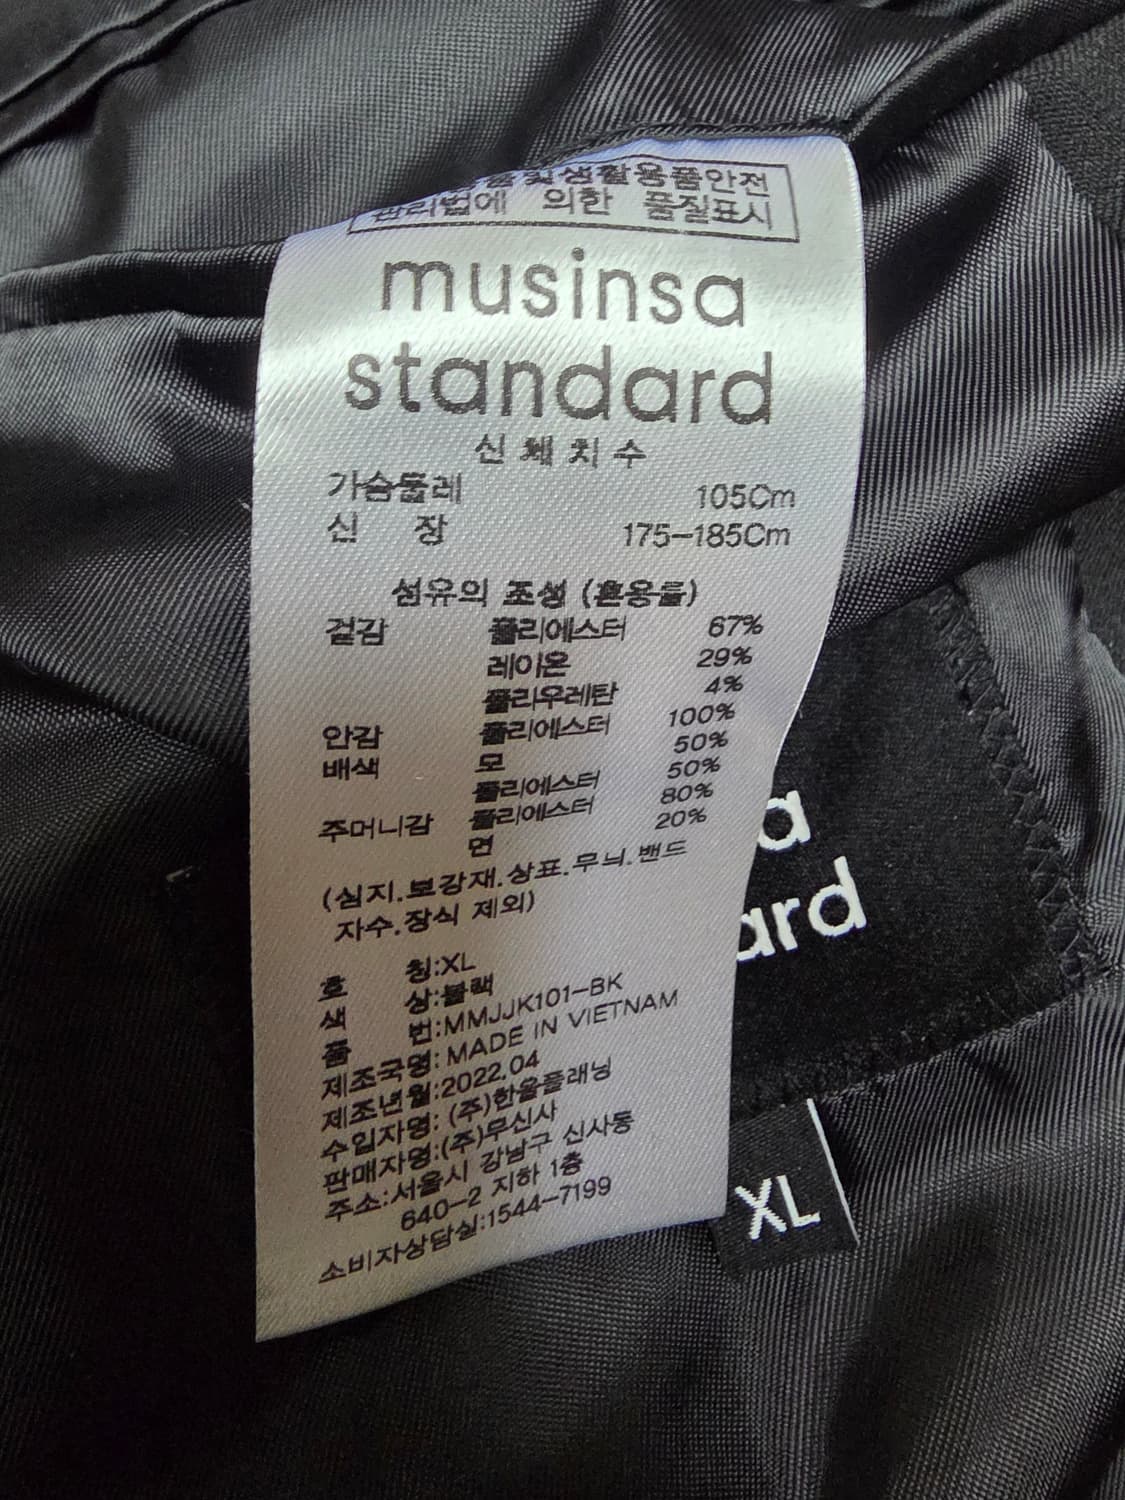 및생활용품안전
관리법에 의한 품질표시
musinsa
standard
신체치수
가슴둘레 105Cm
신 장 175-185Cm
섬유의 조성 (혼용률)
겉감 폴리에스터 67%
레이온 29%
폴리우레탄 4%
안감 폴리에스터 100%
배색 모 50%
폴리에스터 50%
주머니감 폴리에스터 80%
면 20%
(심지.보강재.상표.무늬.밴드
자수.장식 제외)
호 칭:XL
색 상:블랙
품 번:MMJJK101-BK
제조국명: MADE IN VIETNAM
제조년월:2022.04
수입자명: (주)한올플래닝
판매자명:(주)무신사
주소:서울시 강남구 신사동
640-2 지하 1층
소비자상담실:1544-7199
a
ard
XL